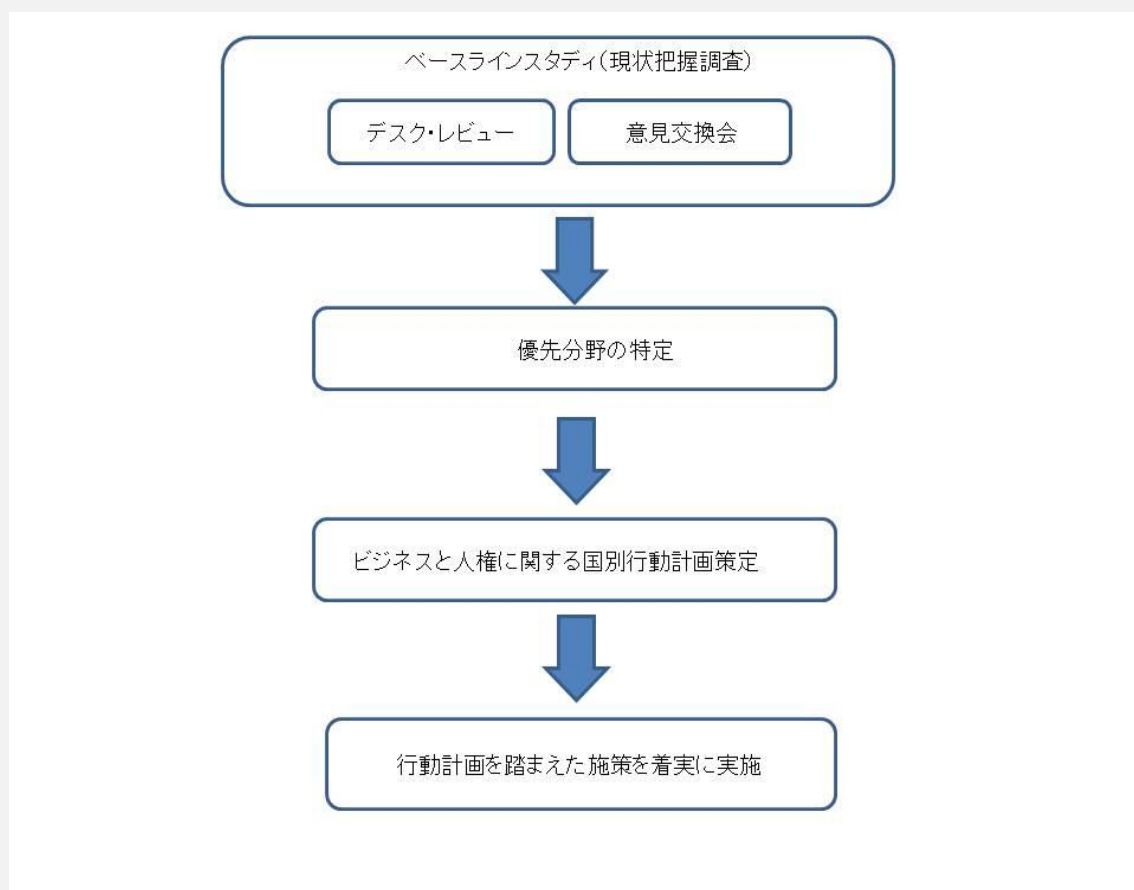 ベースラインスタディ(現状把握調査)
デスク・レビュー
意見交換会
優先分野の特定
ビジネスと人権に関する国別行動計画策定
行動計画を踏まえた施策を着実に実施